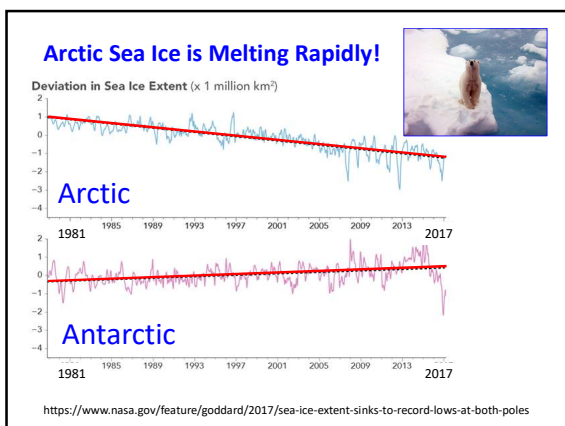 Arctic Sea Ice is Melting Rapidly!
Deviation in Sea Ice Extent (x 1 million km²)
2
1
0
−1
−2
−3
−4
Arctic
1981 1985 1989 1993 1997 2001 2005 2009 2013 2017
2
1
0
−1
−2
−3
−4
Antarctic
1985 1989 1993 1997 2001 2005 2009 2013
1981 2017
https://www.nasa.gov/feature/goddard/2017/sea-ice-extent-sinks-to-record-lows-at-both-poles